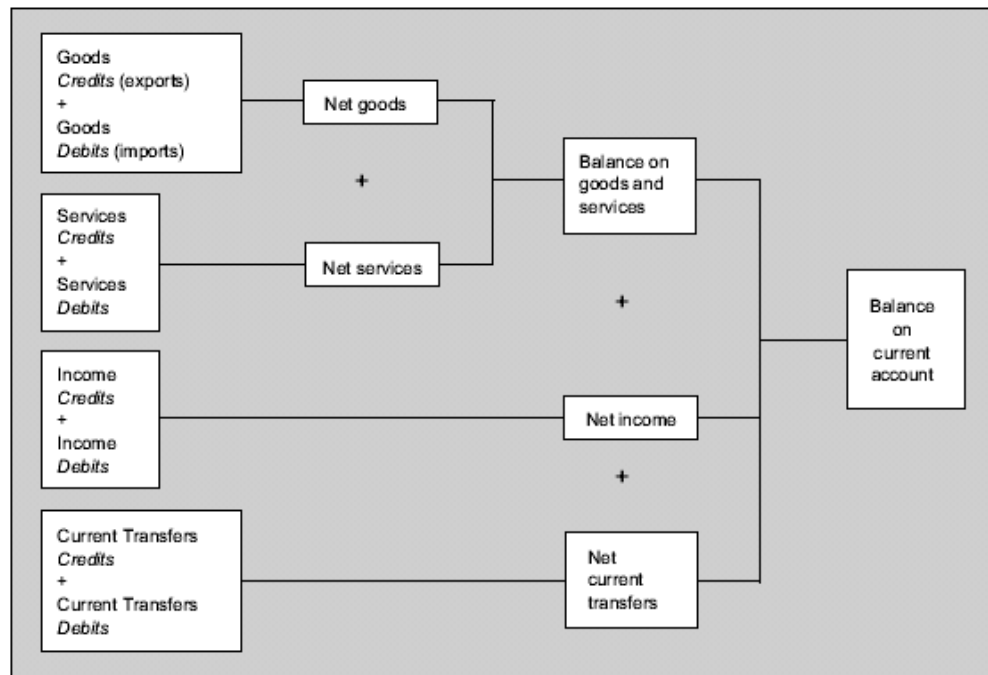 Goods
Credits (exports)
+
Goods
Debits (imports)
Net goods
+
Services
Credits
+
Services
Debits
Net services
Balance on
goods and
services
+
Income
Credits
+
Income
Debits
Net income
+
Current Transfers
Credits
+
Current Transfers
Debits
Net
current
transfers
Balance
on
current
account